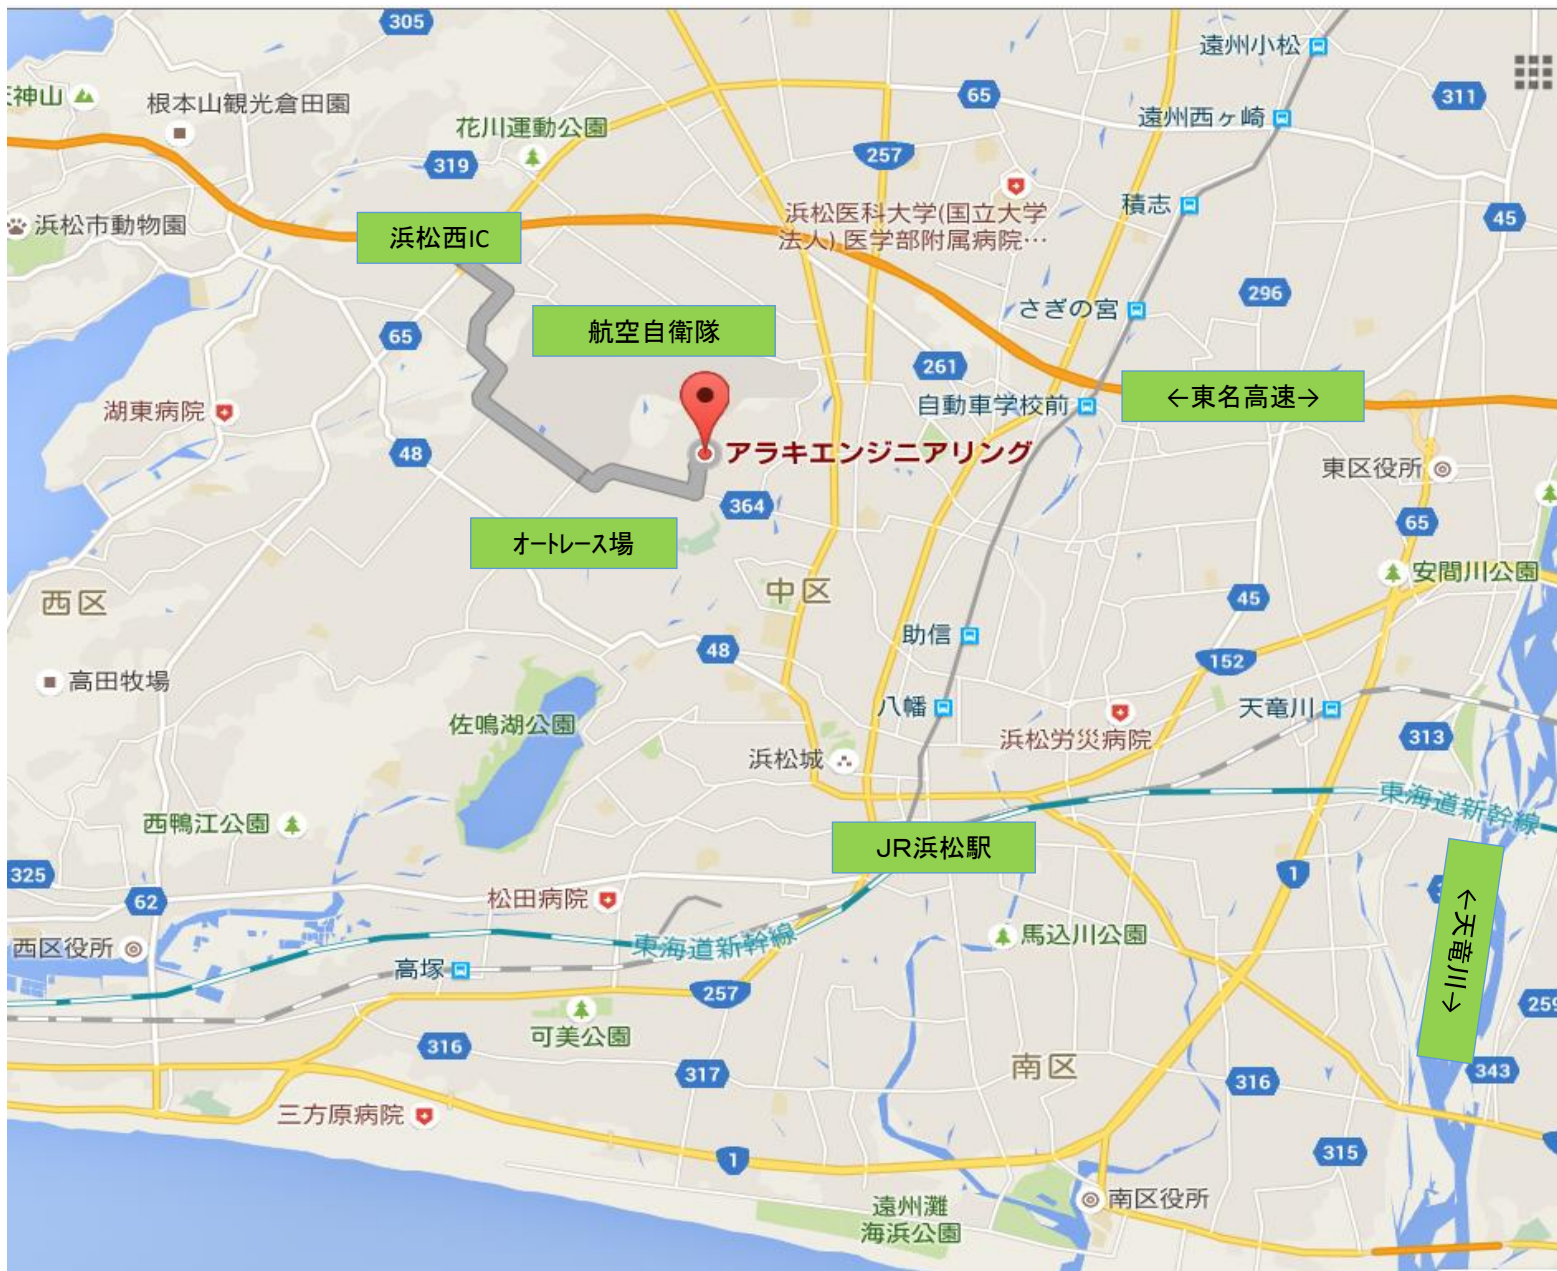 305
遠州小松
神山
根本山観光倉田園
65
311
遠州西ヶ崎
花川運動公園
257
319
積志
浜松医科大学(国立大学
法人)医学部附属病院…
45
浜松市動物園
浜松西IC
296
さぎの宮
航空自衛隊
65
261
←東名高速→
湖東病院
自動車学校前
48
アラキエンジニアリング
東区役所
364
65
オートレース場
安間川公園
中区
西区
45
助信
48
152
高田牧場
八幡
天竜川
佐鳴湖公園
浜松労災病院
313
浜松城
東海道新幹線
西鴨江公園
JR浜松駅
325
1
62
松田病院
←天竜川→
西区役所
東海道新幹線
馬込川公園
高塚
257
259
可美公園
316
南区
317
316
343
三方原病院
1
315
南区役所
遠州灘
海浜公園